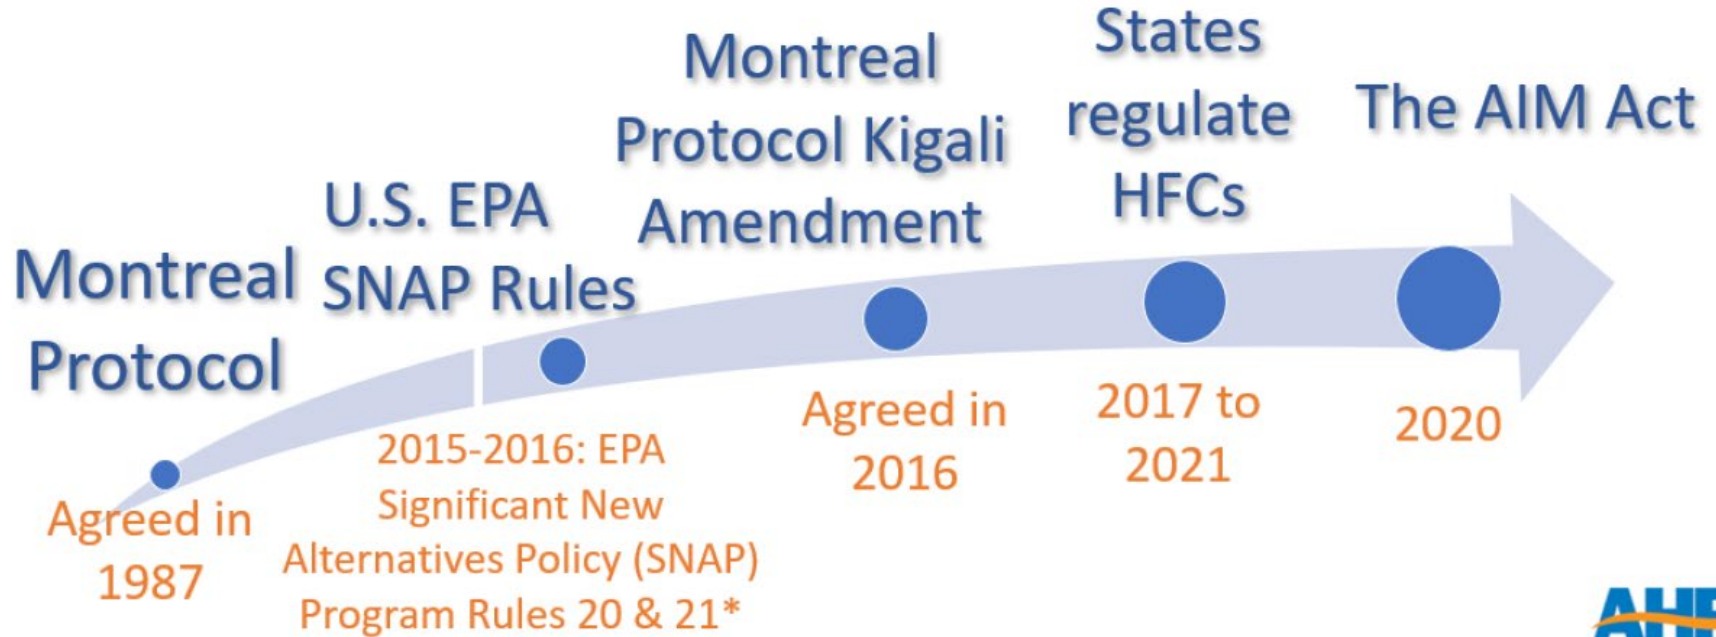 Montreal
Protocol
Agreed in
1987
U.S. EPA
SNAP Rules
2015-2016: EPA
Significant New
Alternatives Policy (SNAP)
Program Rules 20 & 21*
Montreal
Protocol Kigali
Amendment
Agreed in
2016
States
regulate
HFCs
2017 to
2021
The AIM Act
2020